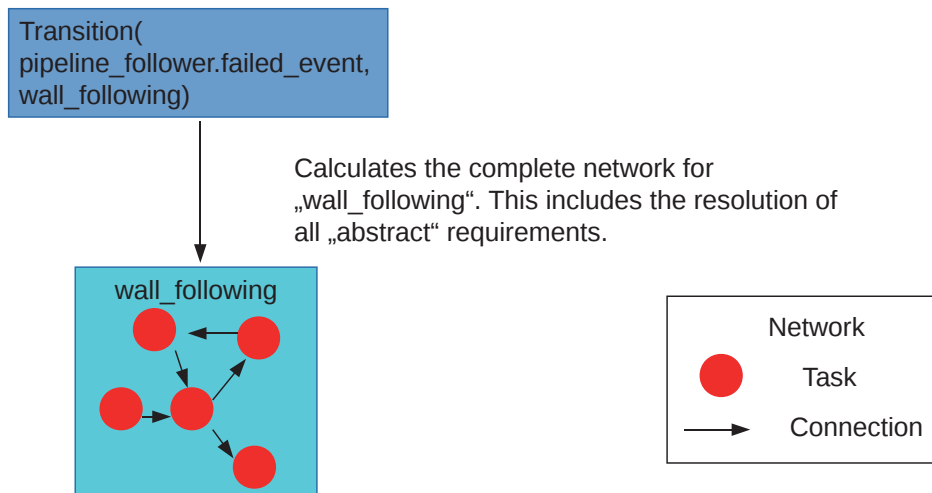 Transition(
pipeline_follower.failed_event,
wall_following)
Calculates the complete network for
„wall_following“. This includes the resolution of
all „abstract“ requirements.
wall_following
Network
Task
Connection